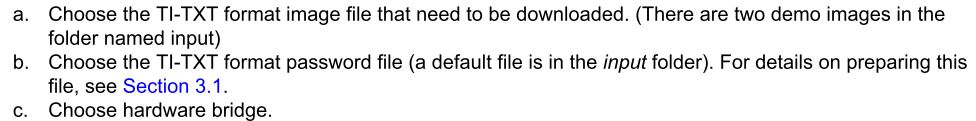 a. Choose the TI-TXT format image file that need to be downloaded. (There are two demo images in the
folder named input)
b. Choose the TI-TXT format password file (a default file is in the input folder). For details on preparing this
file, see Section 3.1.
c. Choose hardware bridge.